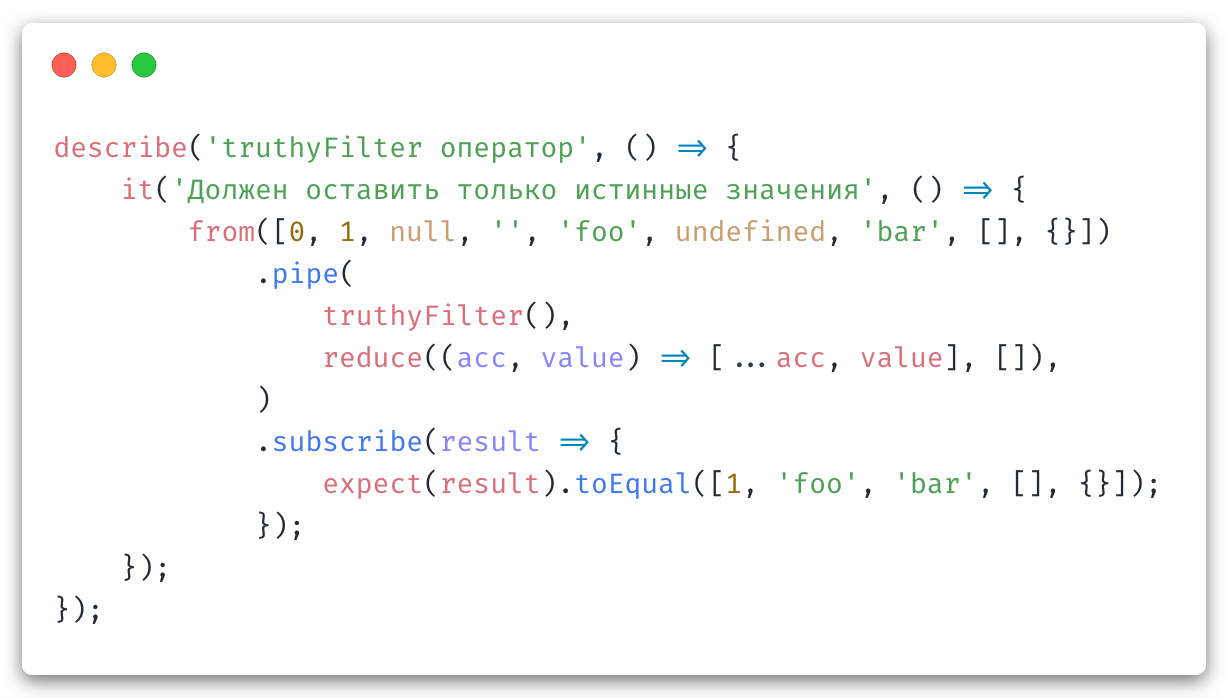 describe('truthyFilter оператор', () => {
    it('Должен оставить только истинные значения', () => {
        from([0, 1, null, '', 'foo', undefined, 'bar', [], {}])
            .pipe(
                truthyFilter(),
                reduce((acc, value) => [...acc, value], []),
            )
            .subscribe(result => {
                expect(result).toEqual([1, 'foo', 'bar', [], {}]);
            });
    });
});